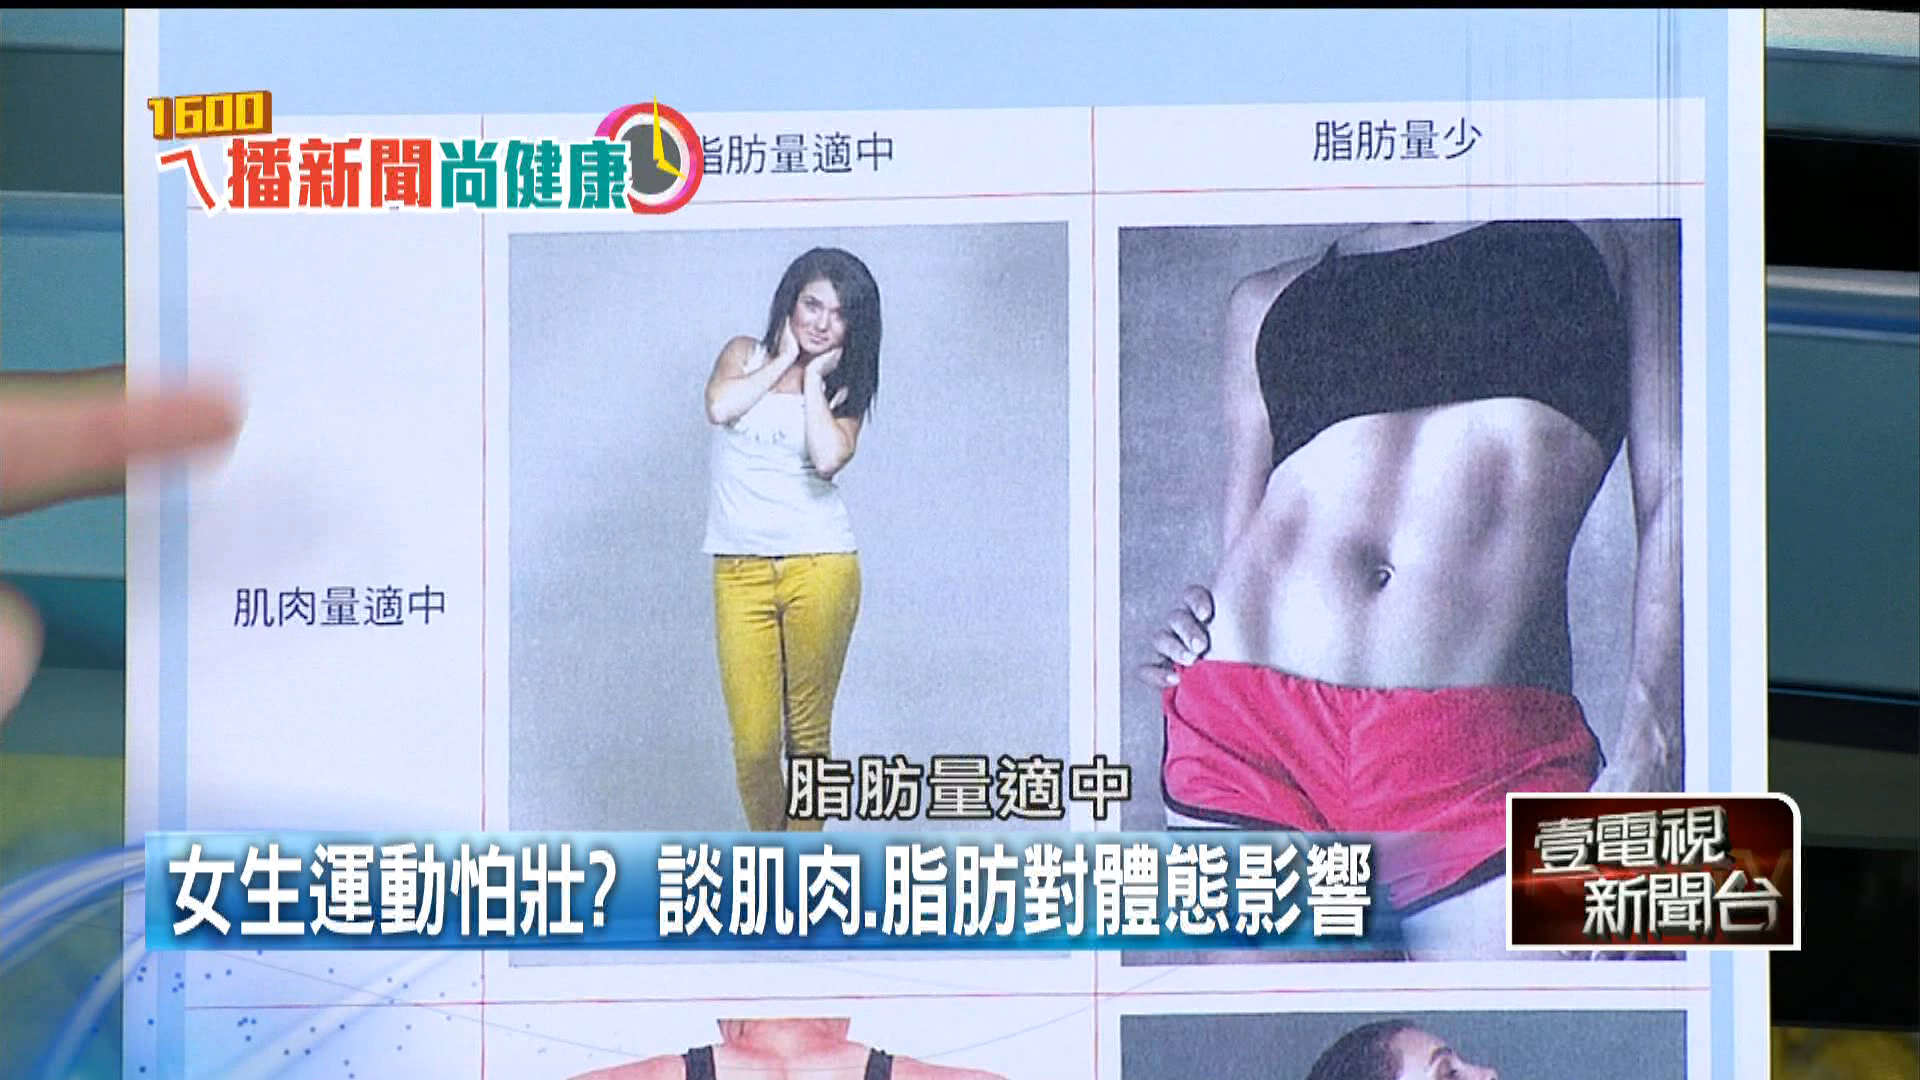 1600
ㄟ播新聞尚健康
脂肪量適中
脂肪量少
肌肉量適中
脂肪量適中
女生運動怕壯? 談肌肉.脂肪對體態影響
壹電視
新聞台